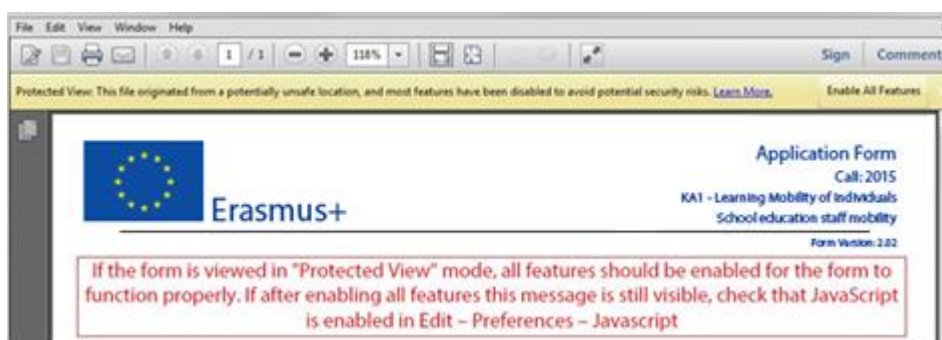 File Edit View Window Help
1 / 1 118% Sign Comment
Protected View: This file originated from a potentially unsafe location, and most features have been disabled to avoid potential security risks. Learn More. Enable All Features
Application Form
Call: 2015
Erasmus+
KA1 - Learning Mobility of Individuals
School education staff mobility
Form Version: 2.02
If the form is viewed in "Protected View" mode, all features should be enabled for the form to
function properly. If after enabling all features this message is still visible, check that JavaScript
is enabled in Edit – Preferences – Javascript